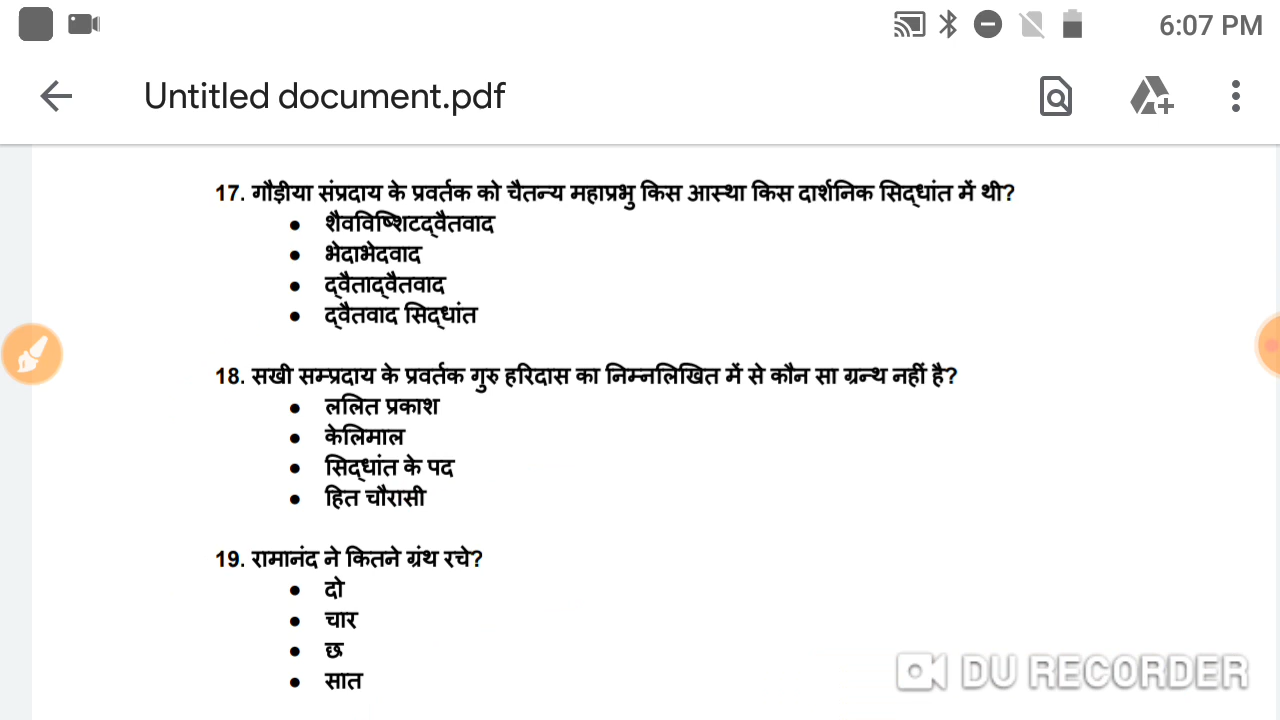 6:07 PM
Untitled document.pdf
17. गौड़ीया संप्रदाय के प्रवर्तक को चैतन्य महाप्रभु किस आस्था किस दार्शनिक सिद्धांत में थी?
● शैवविष्शिटद्वैतवाद
● भेदाभेदवाद
● द्वैताद्वैतवाद
● द्वैतवाद सिद्धांत
18. सखी सम्प्रदाय के प्रवर्तक गुरु हरिदास का निम्नलिखित में से कौन सा ग्रन्थ नहीं है?
● ललित प्रकाश
● केलिमाल
● सिद्धांत के पद
● हित चौरासी
19. रामानंद ने कितने ग्रंथ रचे?
● दो
● चार
● छ
● सात
DU RECORDER